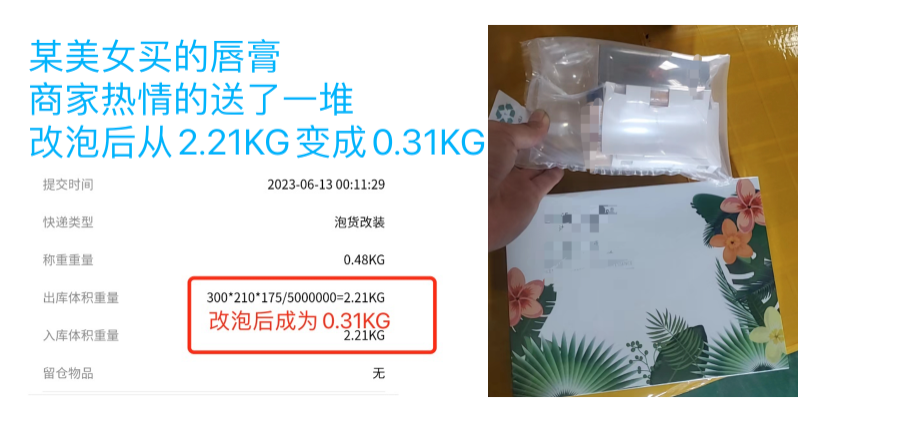 某美女买的唇膏
商家热情的送了一堆
改泡后从2.21KG变成0.31KG
提交时间 2023-06-13 00:11:29
快递类型 泡货改装
称重重量 0.48KG
出库体积重量 300*210*175/5000000=2.21KG
改泡后成为0.31KG
入库体积重量 2.21KG
留仓物品 无